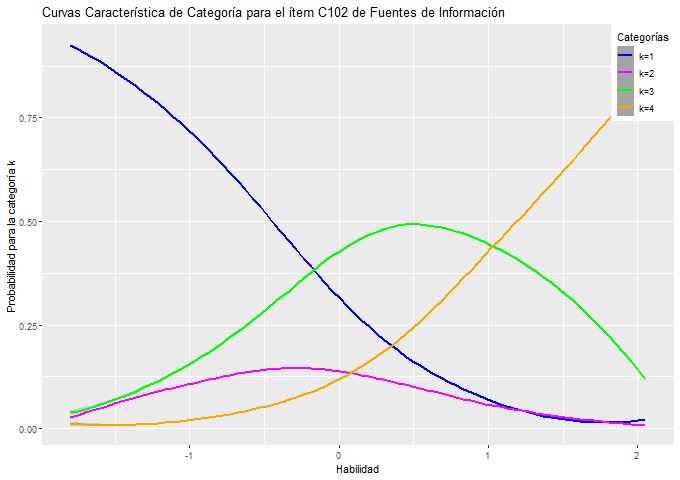 Curvas Característica de Categoría para el ítem C102 de Fuentes de Información
Categorías
k=1
k=2
k=3
k=4
Probabilidad para la categoría k
0.75
0.50
0.25
0.00
-1
0
1
2
Habilidad